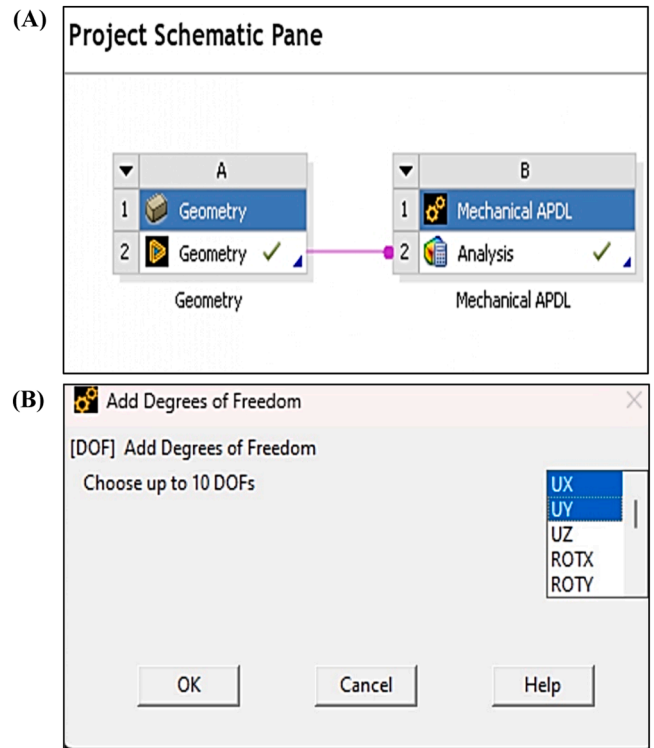 (A)
Project Schematic Pane
A
1 Geometry
2 Geometry
Geometry
B
1 Mechanical APDL
2 Analysis
Mechanical APDL
(B)
Add Degrees of Freedom
[DOF] Add Degrees of Freedom
Choose up to 10 DOFs
UX
UY
UZ
ROTX
ROTY
OK Cancel Help